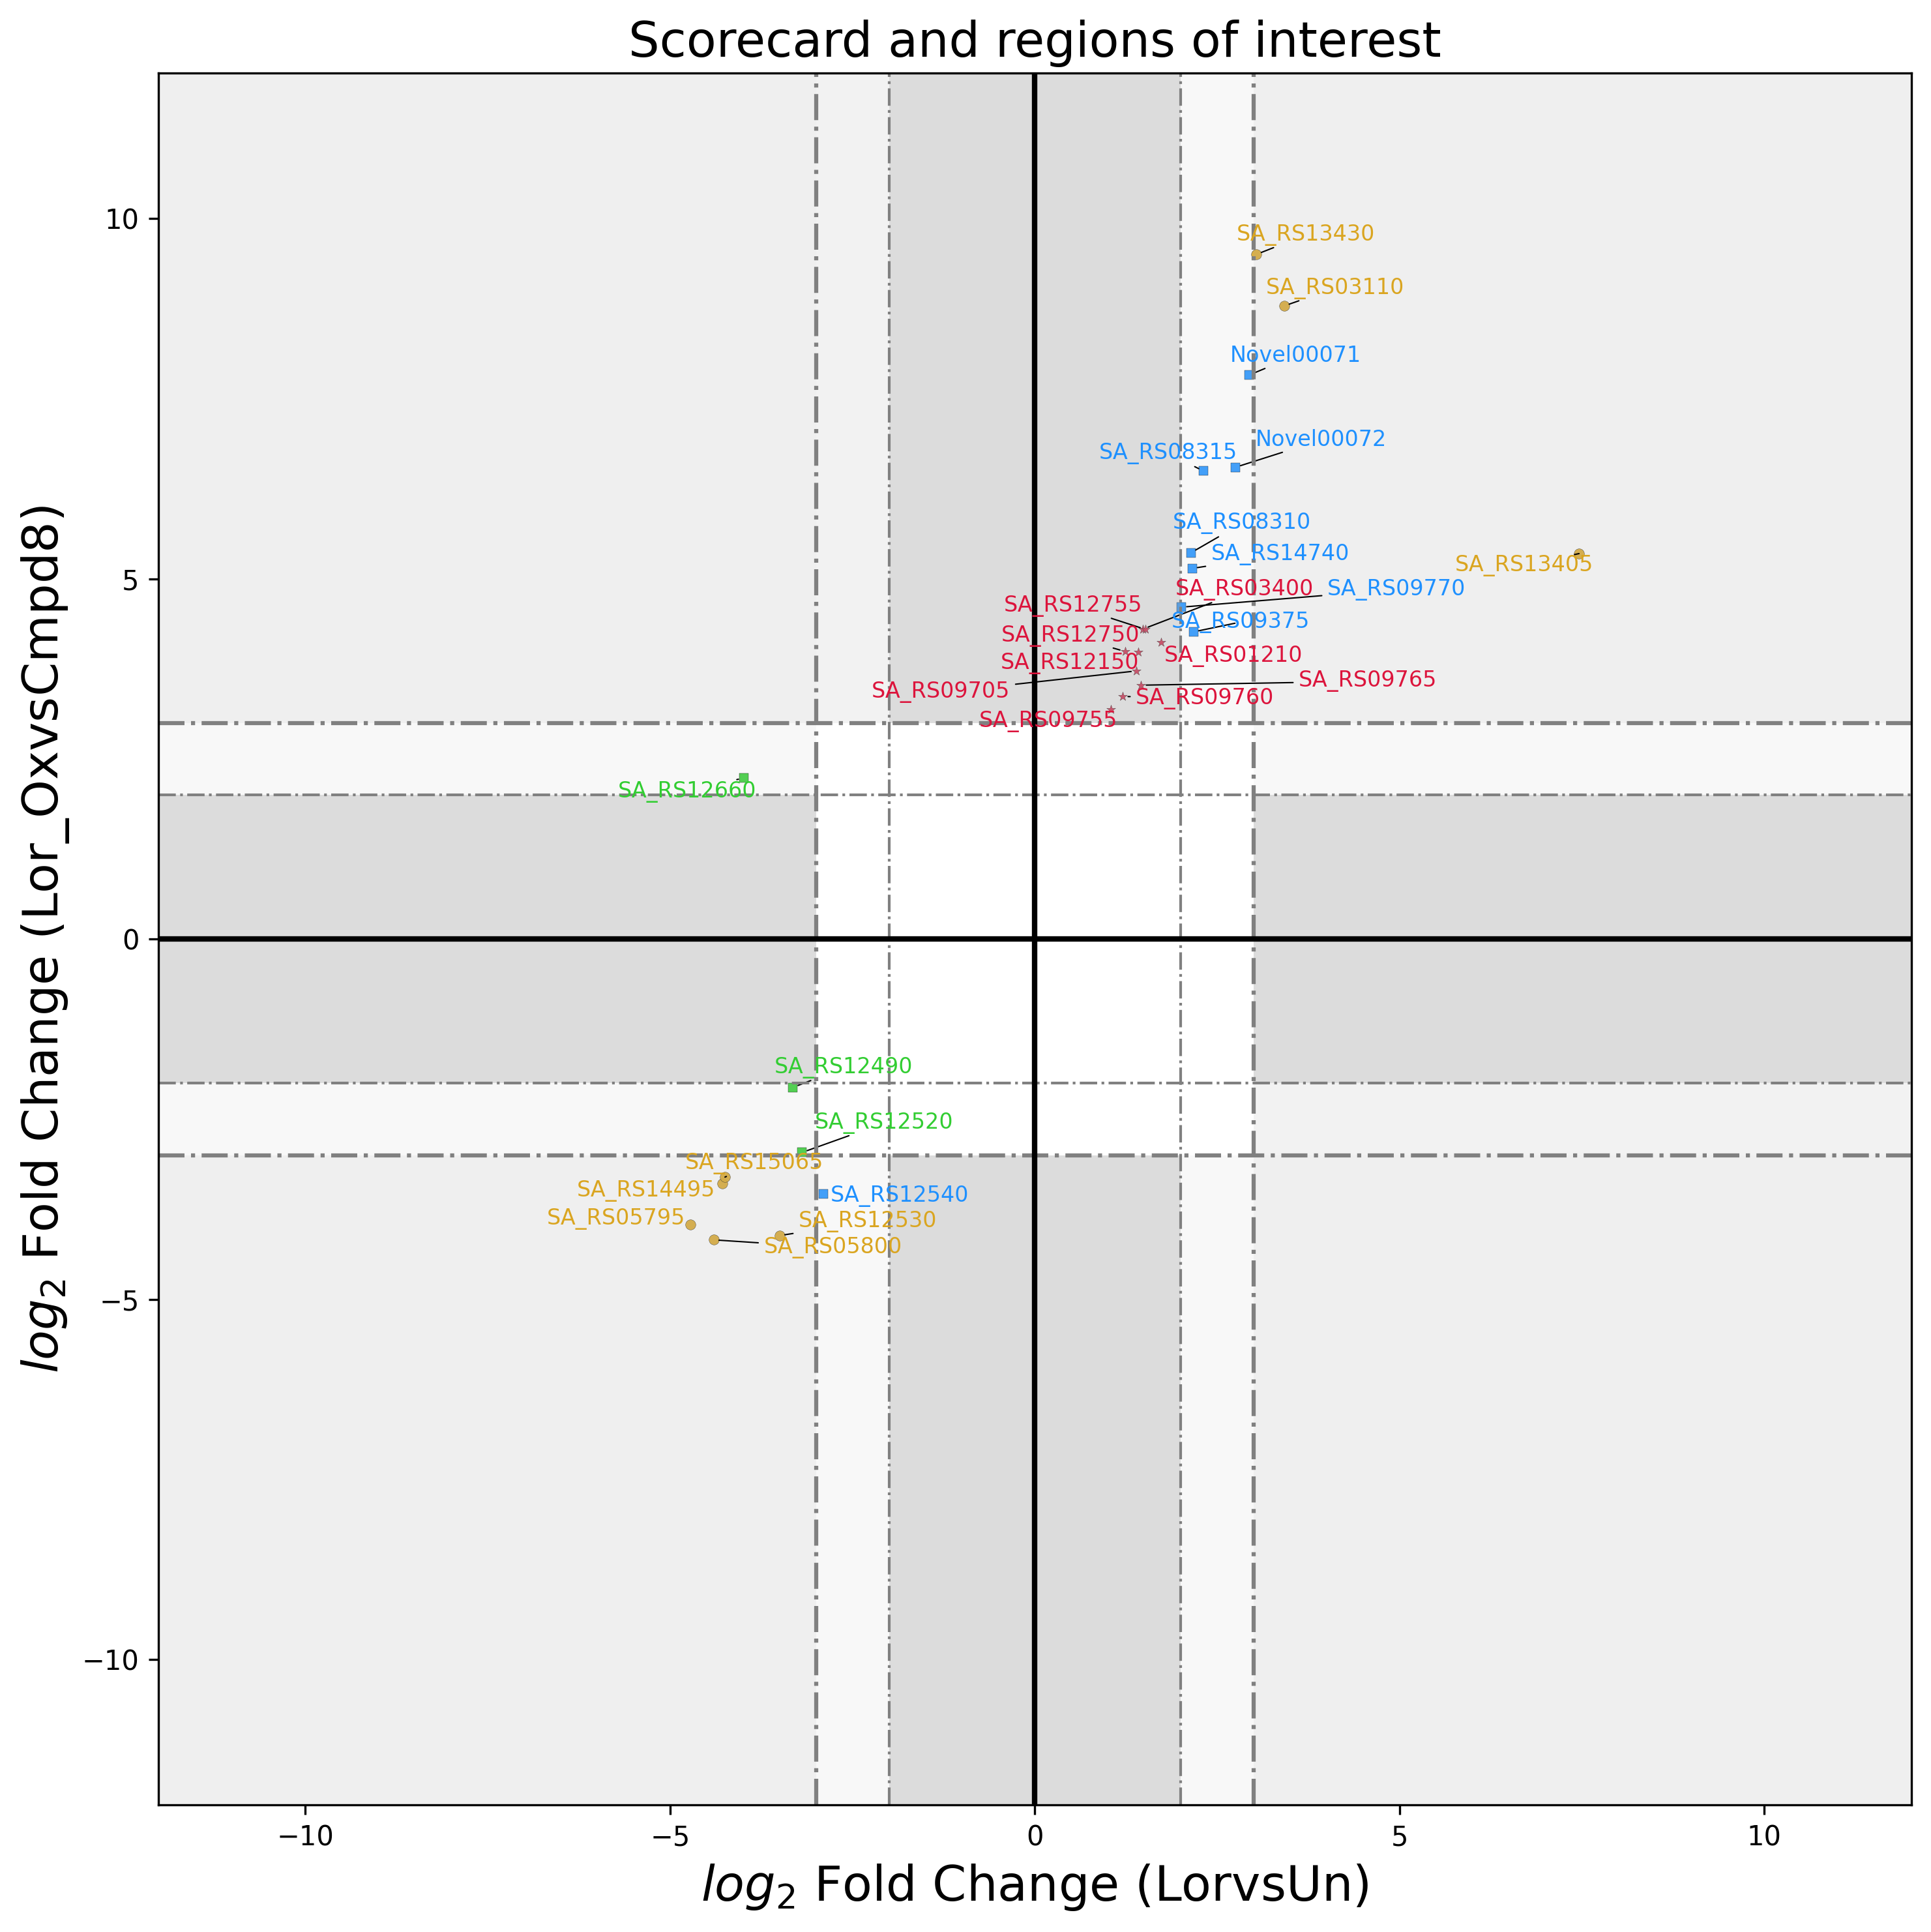 Scorecard and regions of interest
log2 Fold Change (Lor_OxvsCmpd8)
10
5
0
−5
−10
SA_RS13430
SA_RS03110
Novel00071
Novel00072
SA_RS08315
SA_RS08310
SA_RS14740
SA_RS13405
SA_RS03400
SA_RS09770
SA_RS12755
SA_RS09375
SA_RS12750
SA_RS01210
SA_RS12150
SA_RS09765
SA_RS09705
SA_RS09760
SA_RS09755
SA_RS12660
SA_RS12490
SA_RS12520
SA_RS15065
SA_RS14495
SA_RS12540
SA_RS05795
SA_RS12530
SA_RS05800
−10
−5
0
5
10
log2 Fold Change (LorvsUn)